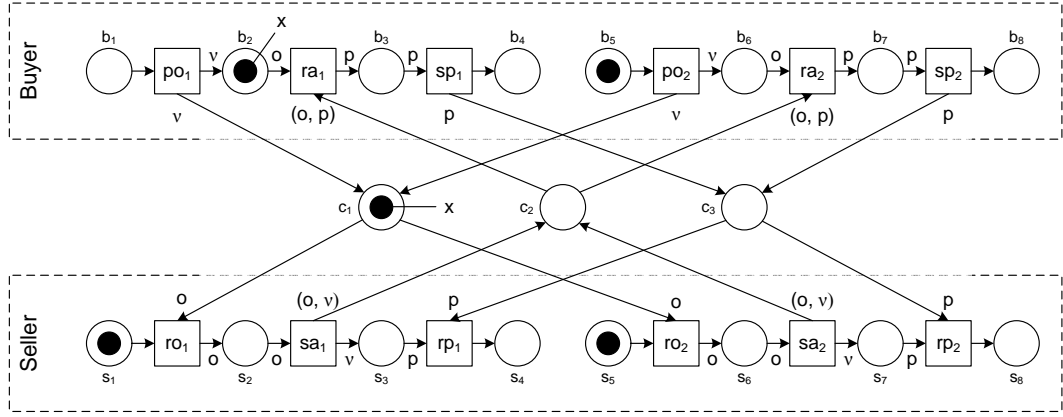 x
b₁ b₂ b₃ b₄ b₅ b₆ b₇ b₈
Buyer
po₁ ν o ra₁ p p sp₁ po₂ ν o ra₂ p p sp₂
ν (o, p) p ν (o, p) p
c₁ x c₂ c₃
o (o, ν) p o (o, ν) p
Seller
ro₁ o o sa₁ ν p rp₁ ro₂ o o sa₂ ν p rp₂
s₁ s₂ s₃ s₄ s₅ s₆ s₇ s₈